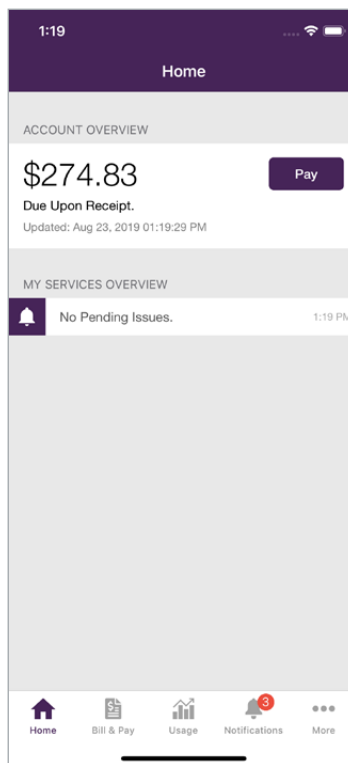 1:19
Home
ACCOUNT OVERVIEW
$274.83
Pay
Due Upon Receipt.
Updated: Aug 23, 2019 01:19:29 PM
MY SERVICES OVERVIEW
No Pending Issues.
1:19 PM
3
Home
Bill & Pay
Usage
Notifications
More